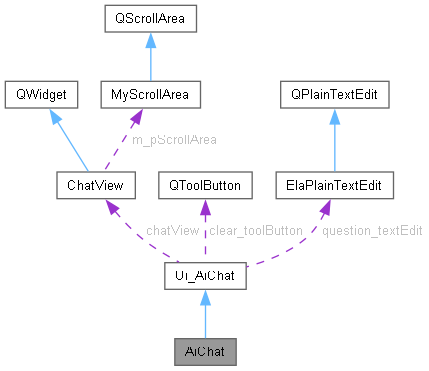 QScrollArea
QWidget
MyScrollArea
QPlainTextEdit
m_pScrollArea
ChatView
QToolButton
ElaPlainTextEdit
chatView
clear_toolButton
question_textEdit
Ui_AiChat
AiChat